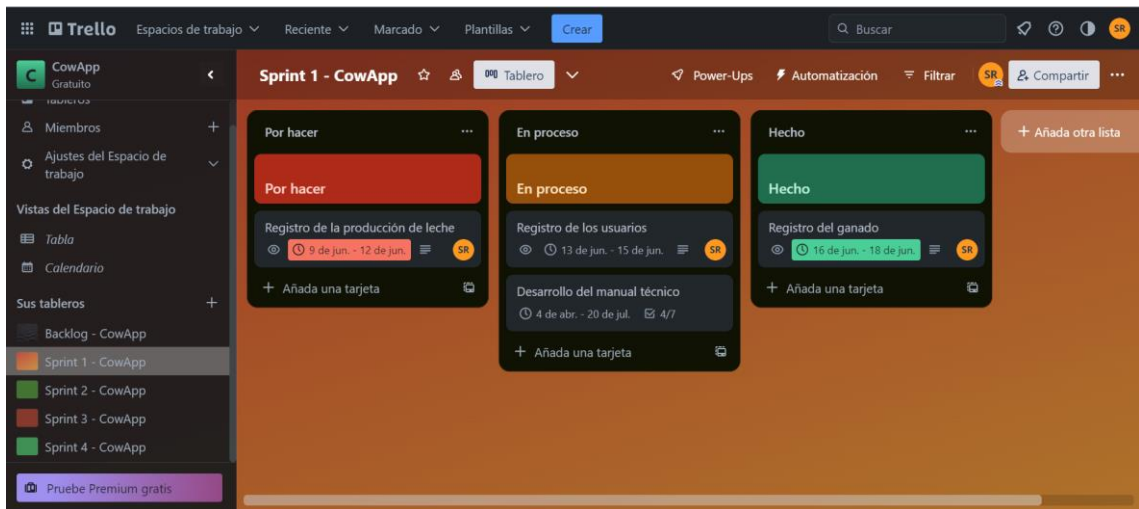 Trello
Espacios de trabajo
Reciente
Marcado
Plantillas
Crear
Buscar
SR
C
CowApp
Gratuito
Tableros
Miembros
Ajustes del Espacio de
trabajo
Vistas del Espacio de trabajo
Tabla
Calendario
Sus tableros
Backlog - CowApp
Sprint 1 - CowApp
Sprint 2 - CowApp
Sprint 3 - CowApp
Sprint 4 - CowApp
Pruebe Premium gratis
Sprint 1 - CowApp
Tablero
Power-Ups
Automatización
Filtrar
SR
Compartir
Por hacer
Por hacer
Registro de la producción de leche
9 de jun. - 12 de jun.
SR
Añada una tarjeta
En proceso
En proceso
Registro de los usuarios
13 de jun. - 15 de jun.
SR
Desarrollo del manual técnico
4 de abr. - 20 de jul.
4/7
Añada una tarjeta
Hecho
Hecho
Registro del ganado
16 de jun. - 18 de jun.
SR
Añada una tarjeta
Añada otra lista